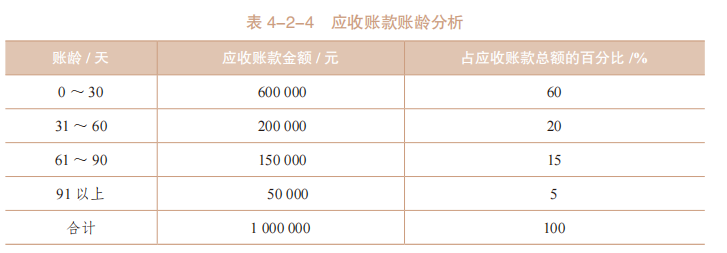 表 4-2-4 应收账款账龄分析
账龄 / 天 应收账款金额 / 元 占应收账款总额的百分比 /%
0 ～ 30 600 000 60
31 ～ 60 200 000 20
61 ～ 90 150 000 15
91 以上 50 000 5
合计 1 000 000 100